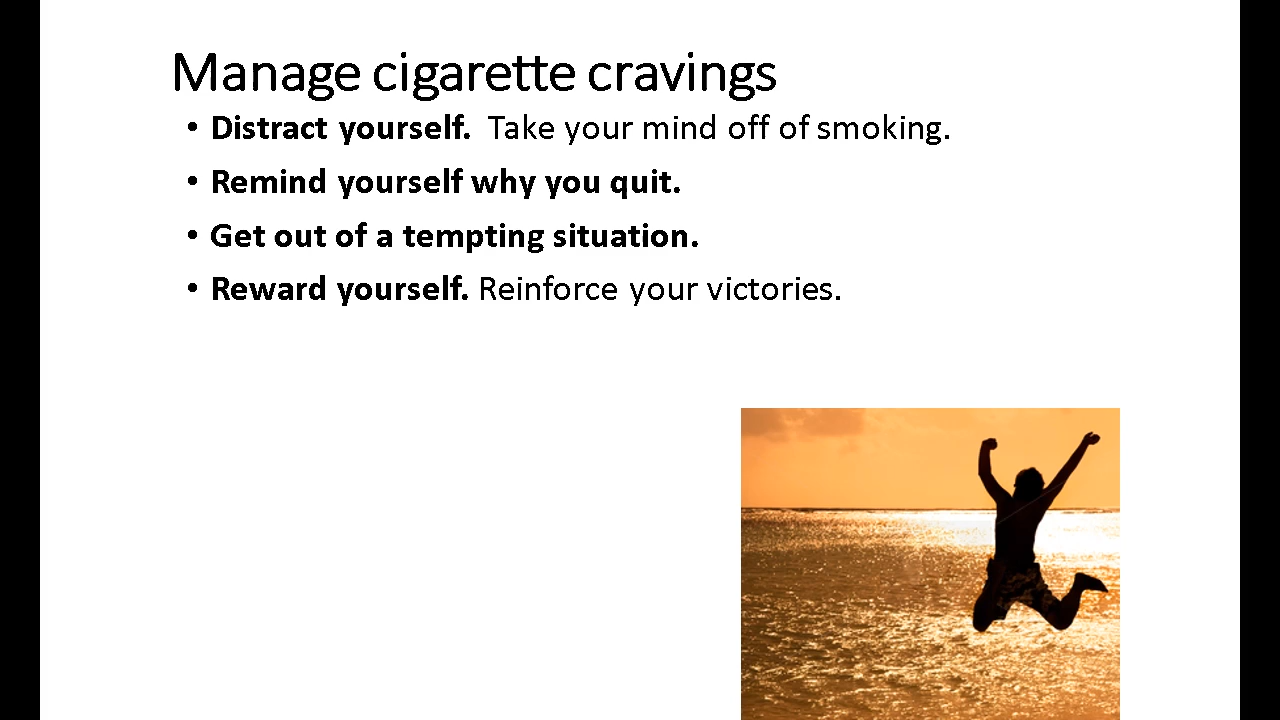 Manage cigarette cravings
• Distract yourself.  Take your mind off of smoking.
• Remind yourself why you quit.
• Get out of a tempting situation.
• Reward yourself. Reinforce your victories.